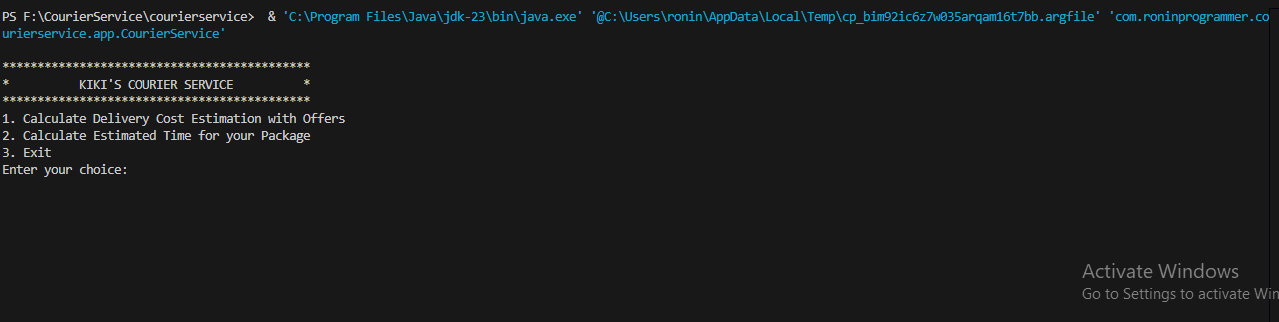 PS F:\CourierService\courierservice>  & 'C:\Program Files\Java\jdk-23\bin\java.exe' '@C:\Users\ronin\AppData\Local\Temp\cp_bim92ic6z7w035arqam16t7bb.argfile' 'com.roninprogrammer.co
urierservice.app.CourierService'
********************************************
*          KIKI'S COURIER SERVICE          *
********************************************
1. Calculate Delivery Cost Estimation with Offers
2. Calculate Estimated Time for your Package
3. Exit
Enter your choice:
Activate Windows
Go to Settings to activate Win